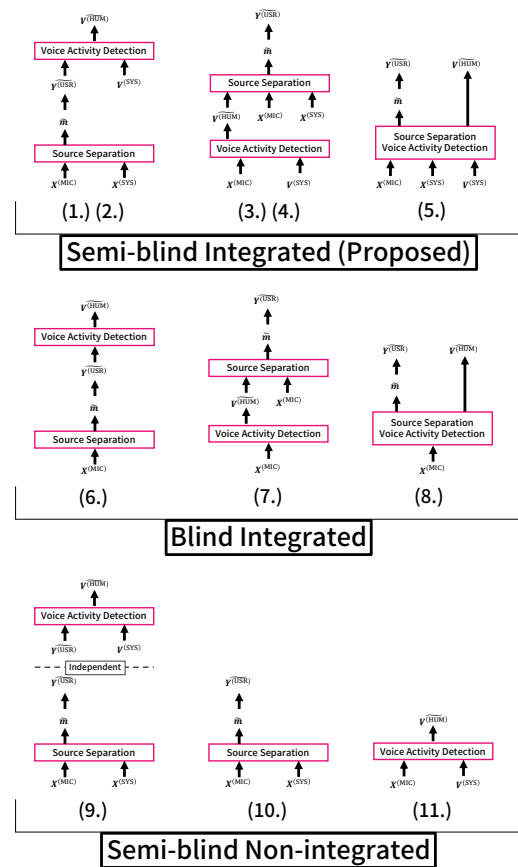 V^(HUM)~ Y^(USR)~
Voice Activity Detection m̃ Y^(USR)~ V^(HUM)~
Y^(USR)~ V^(SYS) Source Separation
V^(HUM)~ X^(MIC) X^(SYS) m̃
m̃ Source Separation
Voice Activity Detection
Source Separation Voice Activity Detection
X^(MIC) X^(SYS) X^(MIC) V^(SYS) X^(MIC) X^(SYS) V^(SYS)
(1.) (2.) (3.) (4.) (5.)
Semi-blind Integrated (Proposed)
V^(HUM)~ Y^(USR)~
Voice Activity Detection m̃ Y^(USR)~ V^(HUM)~
Y^(USR)~ Source Separation m̃
V^(HUM)~ X^(MIC)
m̃ Source Separation
Voice Activity Detection
Source Separation Voice Activity Detection
X^(MIC) X^(MIC) X^(MIC)
(6.) (7.) (8.)
Blind Integrated
V^(HUM)~
Voice Activity Detection
Y^(USR)~ V^(SYS)
Independent
Y^(USR)~ Y^(USR)~
m̃ m̃ V^(HUM)~
Source Separation Source Separation Voice Activity Detection
X^(MIC) X^(SYS) X^(MIC) X^(SYS) X^(MIC) V^(SYS)
(9.) (10.) (11.)
Semi-blind Non-integrated